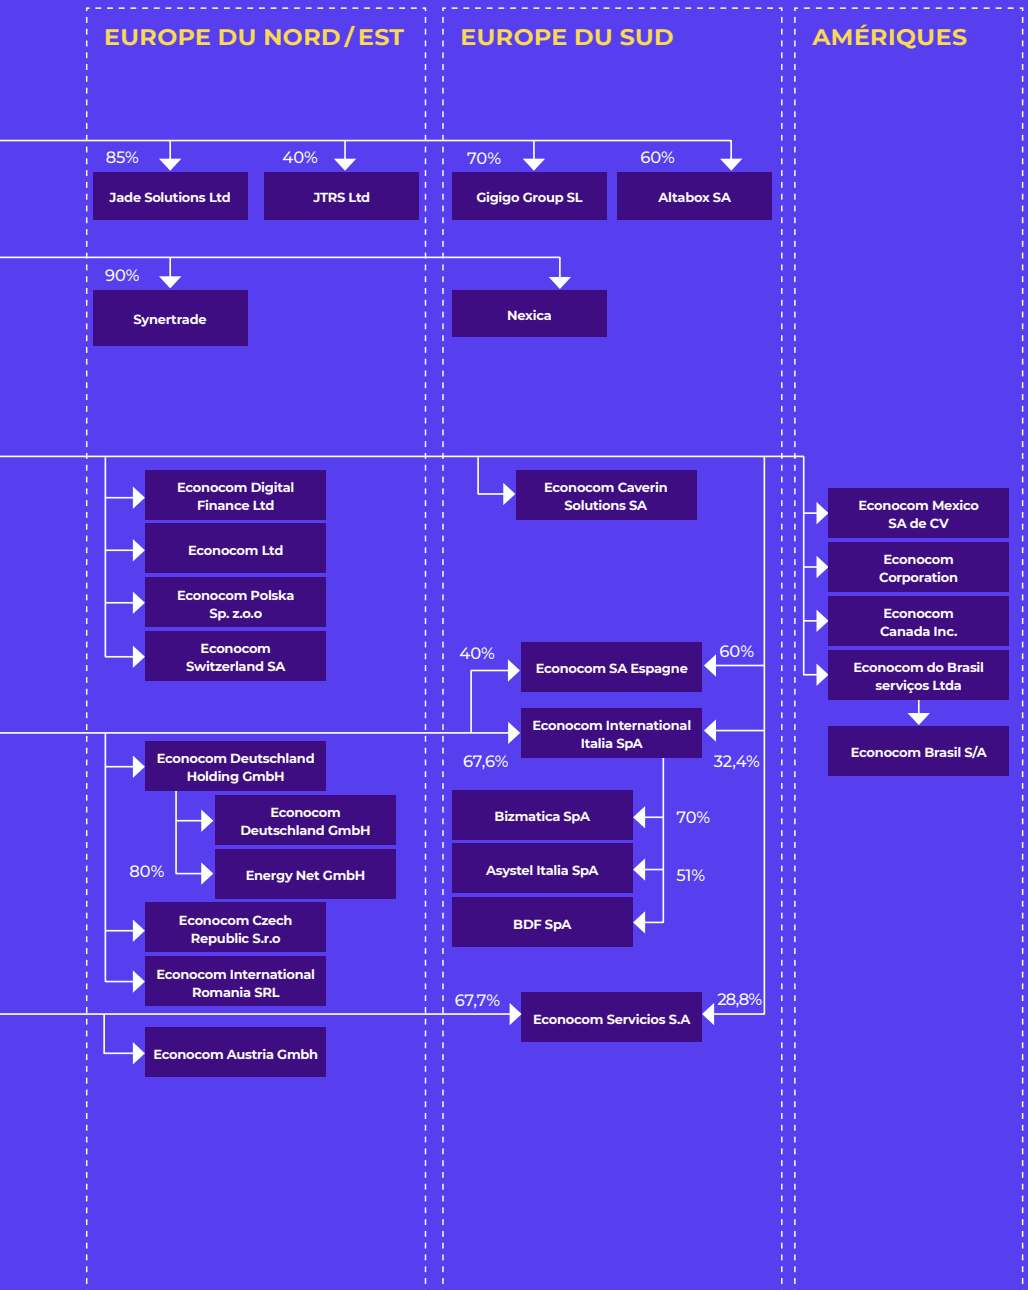 EUROPE DU NORD / EST
EUROPE DU SUD
AMÉRIQUES
85%
40%
70%
60%
Jade Solutions Ltd
JTRS Ltd
Gigigo Group SL
Altabox SA
90%
Synertrade
Nexica
Econocom Digital
Finance Ltd
Econocom Ltd
Econocom Polska
Sp. z.o.o
Econocom
Switzerland SA
Econocom Caverin
Solutions SA
Econocom Mexico
SA de CV
Econocom
Corporation
Econocom
Canada Inc.
Econocom do Brasil
serviços Ltda
Econocom Brasil S/A
40%
Econocom SA Espagne
60%
Econocom International
Italia SpA
67,6%
32,4%
Econocom Deutschland
Holding GmbH
Econocom
Deutschland GmbH
80%
Energy Net GmbH
Bizmatica SpA
70%
Asystel Italia SpA
51%
BDF SpA
Econocom Czech
Republic S.r.o
Econocom International
Romania SRL
67,7%
Econocom Servicios S.A
28,8%
Econocom Austria Gmbh